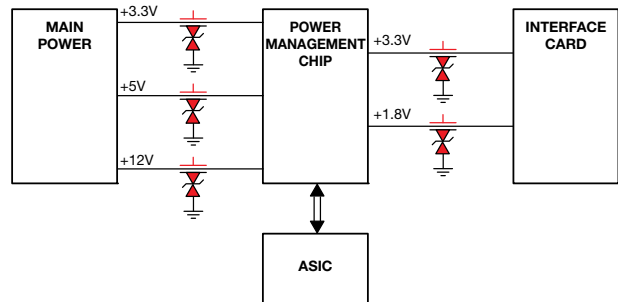 MAIN
POWER
+3.3V
+5V
+12V
POWER
MANAGEMENT
CHIP
+3.3V
+1.8V
INTERFACE
CARD
ASIC